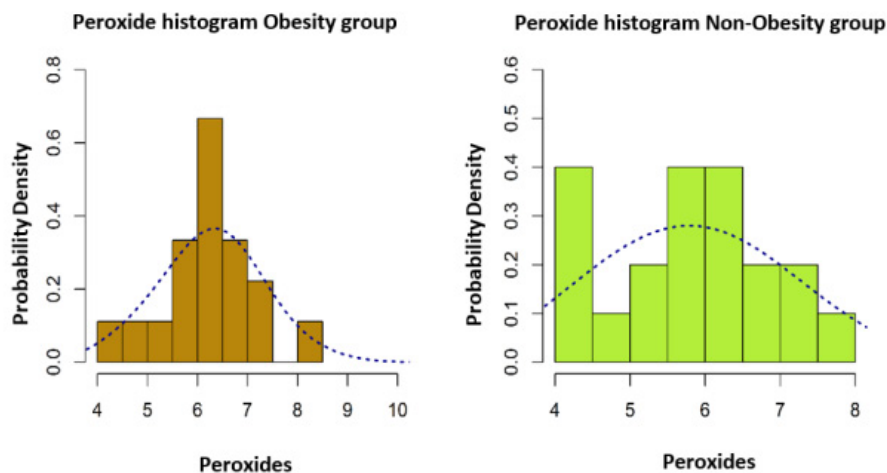 Peroxide histogram Obesity group
Probability Density
0.8
0.6
0.4
0.2
0.0
4 5 6 7 8 9 10
Peroxides
Peroxide histogram Non-Obesity group
Probability Density
0.6
0.5
0.4
0.3
0.2
0.1
0.0
4 5 6 7 8
Peroxides